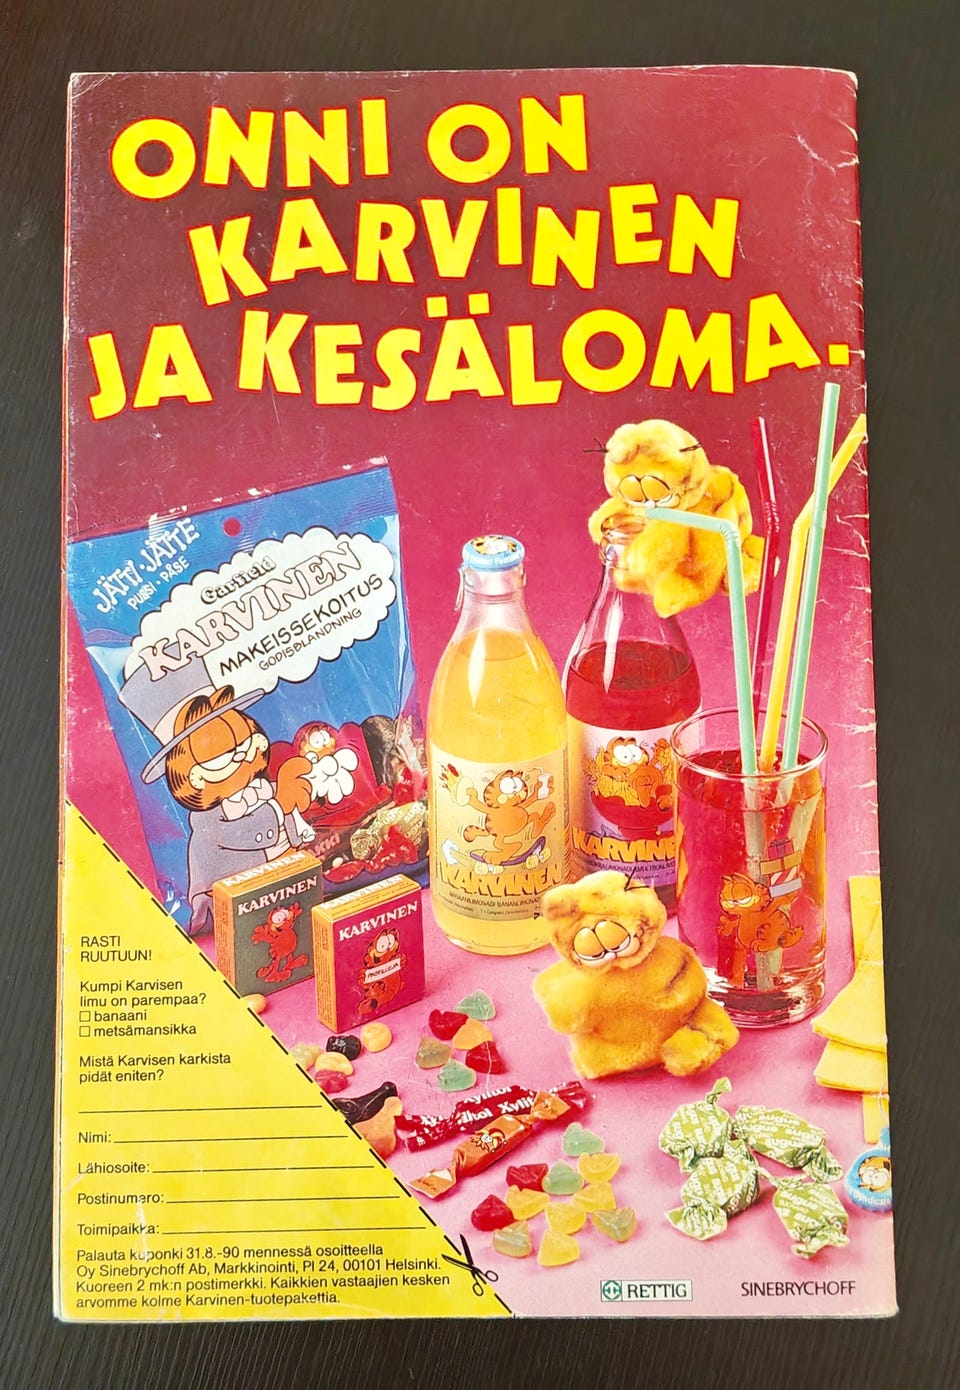 ONNI ON
KARVINEN
JA KESÄLOMA.
JÄTTI·JÄTTE
PUSSI·PÅSE
Garfield
KARVINEN
MAKEISSEKOITUS
GODISBLANDNING
KARVINEN
KARVINEN
KARVINEN
KARVINEN
KARVINEN
Xylitol
RASTI
RUUTUUN!
Kumpi Karvisen
limu on parempaa?
☐ banaani
☐ metsämansikka
Mistä Karvisen karkista
pidät eniten?
Nimi:
Lähiosoite:
Postinumero:
Toimipaikka:
Palauta kuponki 31.8.-90 mennessä osoitteella
Oy Sinebrychoff Ab, Markkinointi, Pl 24, 00101 Helsinki.
Kuoreen 2 mk:n postimerkki. Kaikkien vastaajien kesken
arvomme kolme Karvinen-tuotepakettia.
RETTIG
SINEBRYCHOFF